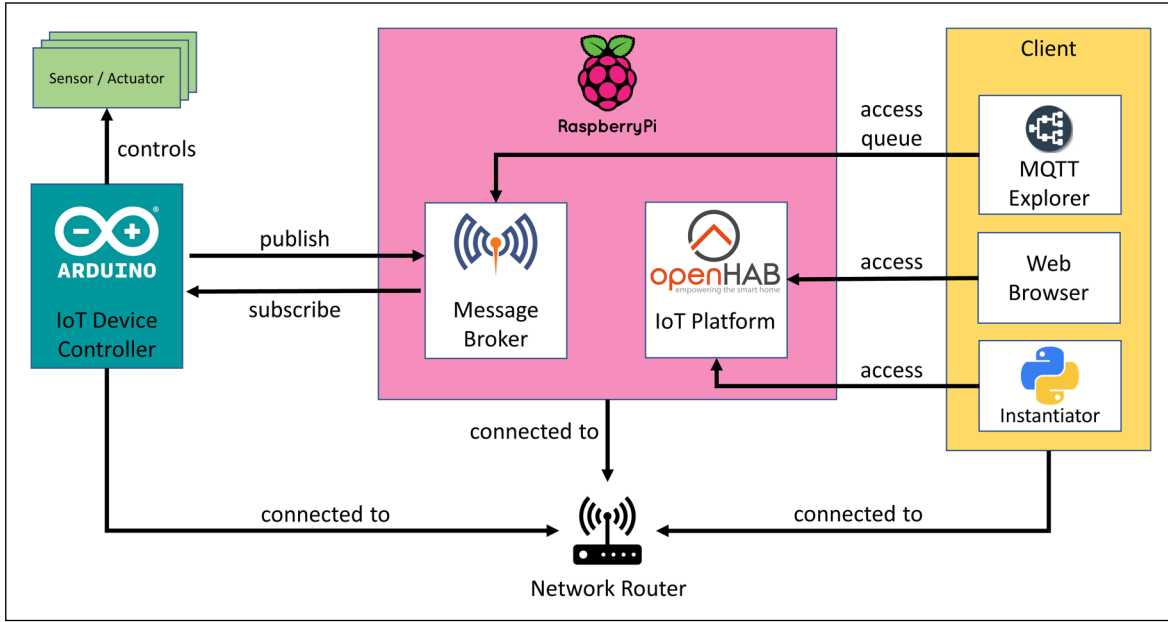 Sensor / Actuator
controls
ARDUINO
®
IoT Device
Controller
publish
subscribe
RaspberryPi
Message
Broker
openHAB
empowering the smart home
IoT Platform
access
queue
access
access
Client
MQTT
Explorer
Web
Browser
Instantiator
connected to
connected to
connected to
Network Router